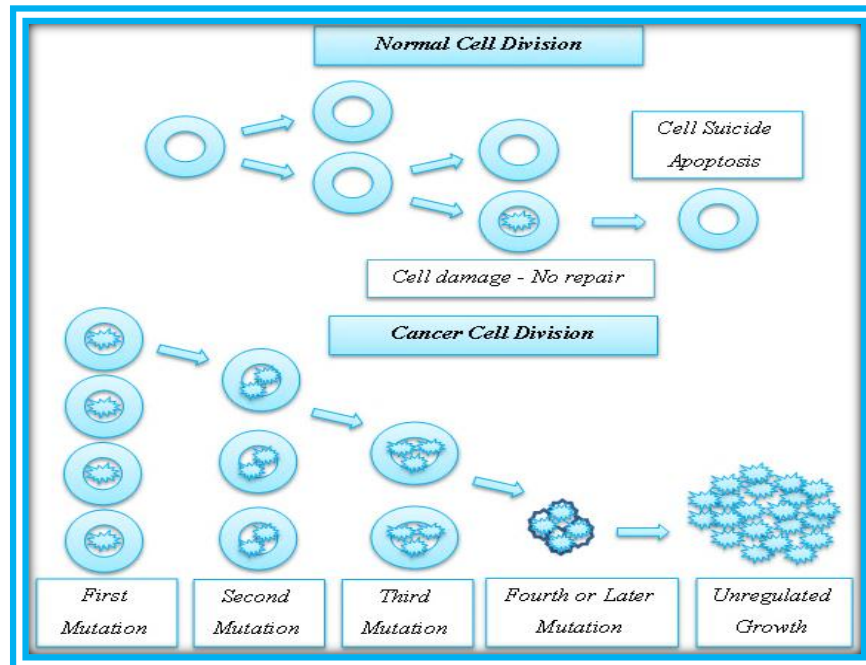 Normal Cell Division
Cell Suicide
Apoptosis
Cell damage - No repair
Cancer Cell Division
First
Mutation
Second
Mutation
Third
Mutation
Fourth or Later
Mutation
Unregulated
Growth